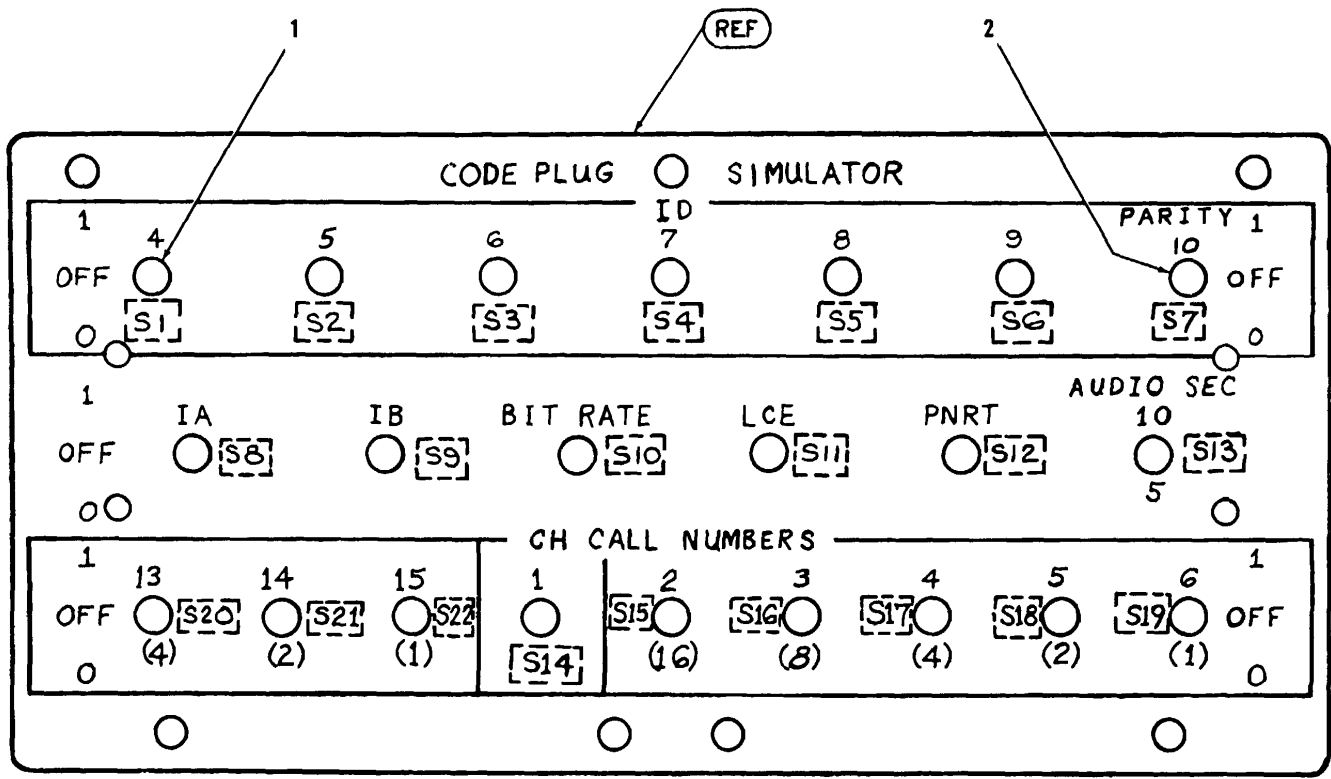 1 REF 2
CODE PLUG SIMULATOR
ID
PARITY
1 4 5 6 7 8 9 10 1
OFF OFF
S1 S2 S3 S4 S5 S6 S7
0 0
AUDIO SEC
1 IA IB BIT RATE LCE PNRT 10
OFF S8 S9 S10 S11 S12 S13
0 5
CH CALL NUMBERS
1 13 14 15 1 2 3 4 5 6 1
OFF S20 S21 S22 S15 S16 S17 S18 S19 OFF
(4) (2) (1) S14 (16) (8) (4) (2) (1)
0 0